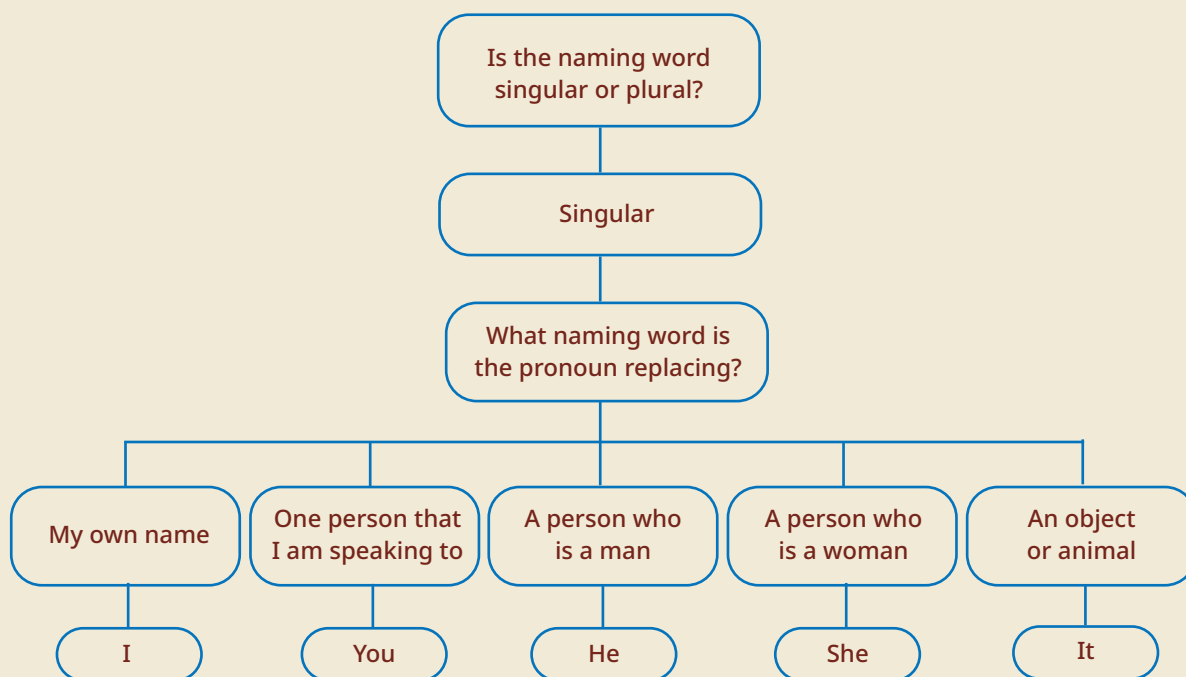 Is the naming word
singular or plural?
Singular
What naming word is
the pronoun replacing?
My own name
One person that
I am speaking to
A person who
is a man
A person who
is a woman
An object
or animal
I
You
He
She
It